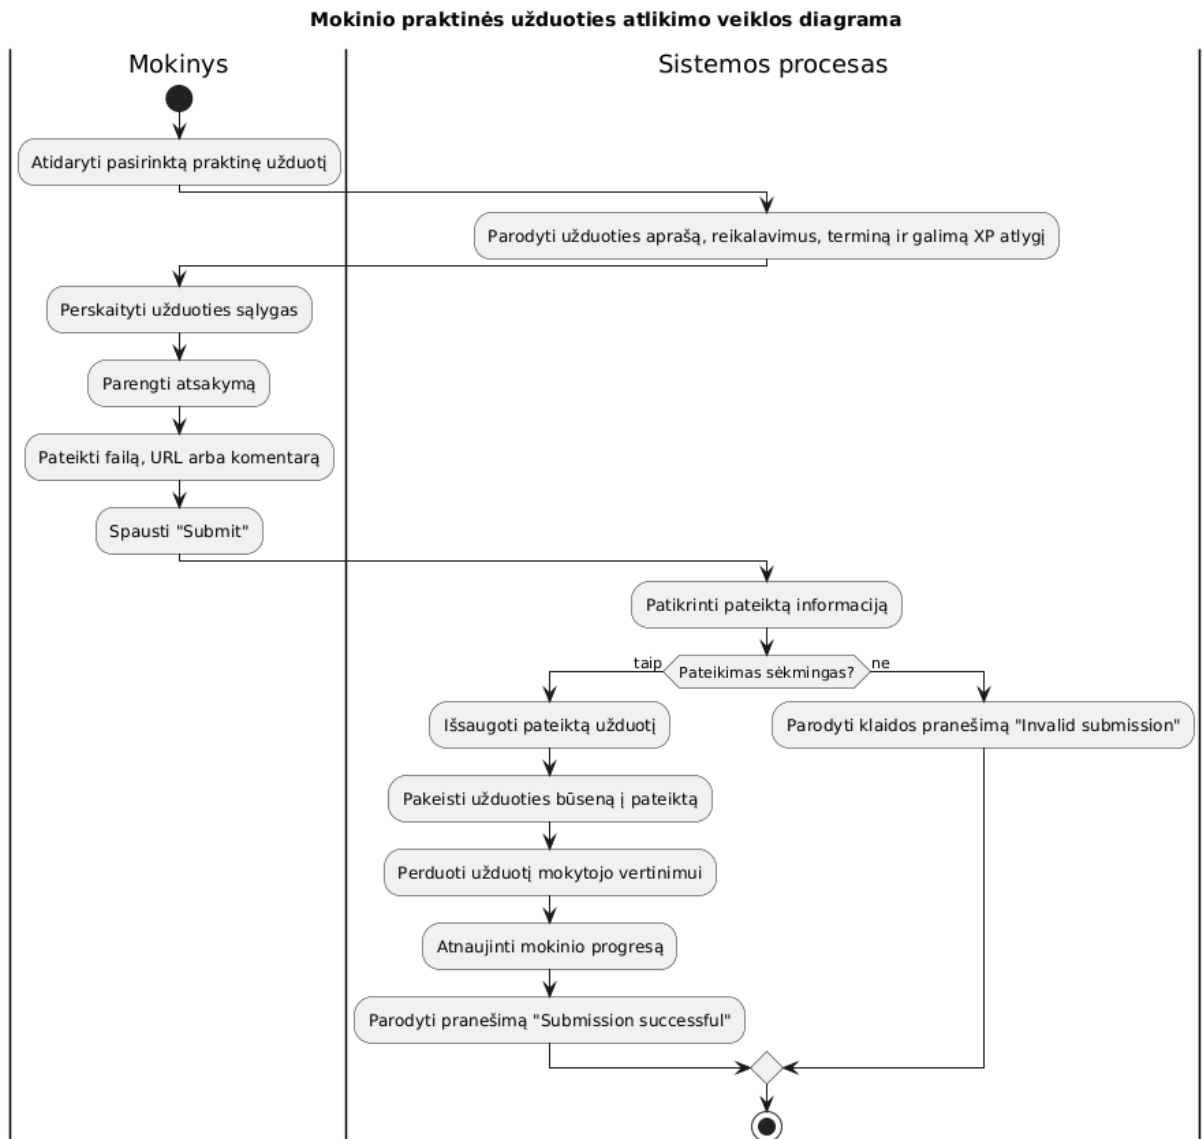 Mokinio praktinės užduoties atlikimo veiklos diagrama
Mokinys
Sistemos procesas
Atidaryti pasirinktą praktinę užduotį
Parodyti užduoties aprašą, reikalavimus, terminą ir galimą XP atlygį
Perskaityti užduoties sąlygas
Parengti atsakymą
Pateikti failą, URL arba komentarą
Spausti "Submit"
Patikrinti pateiktą informaciją
taip
Pateikimas sėkmingas?
ne
Išsaugoti pateiktą užduotį
Parodyti klaidos pranešimą "Invalid submission"
Pakeisti užduoties būseną į pateiktą
Perduoti užduotį mokytojo vertinimui
Atnaujinti mokinio progresą
Parodyti pranešimą "Submission successful"